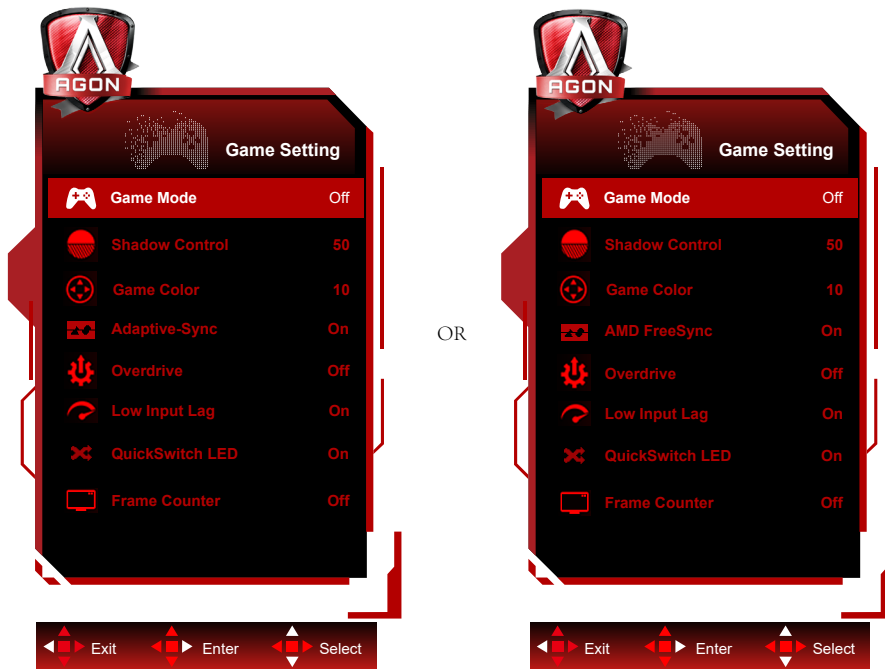 AGON
Game Setting
Game Mode Off
Shadow Control 50
Game Color 10
Adaptive-Sync On
Overdrive Off
Low Input Lag On
QuickSwitch LED On
Frame Counter Off
Exit Enter Select
OR
AGON
Game Setting
Game Mode Off
Shadow Control 50
Game Color 10
AMD FreeSync On
Overdrive Off
Low Input Lag On
QuickSwitch LED On
Frame Counter Off
Exit Enter Select